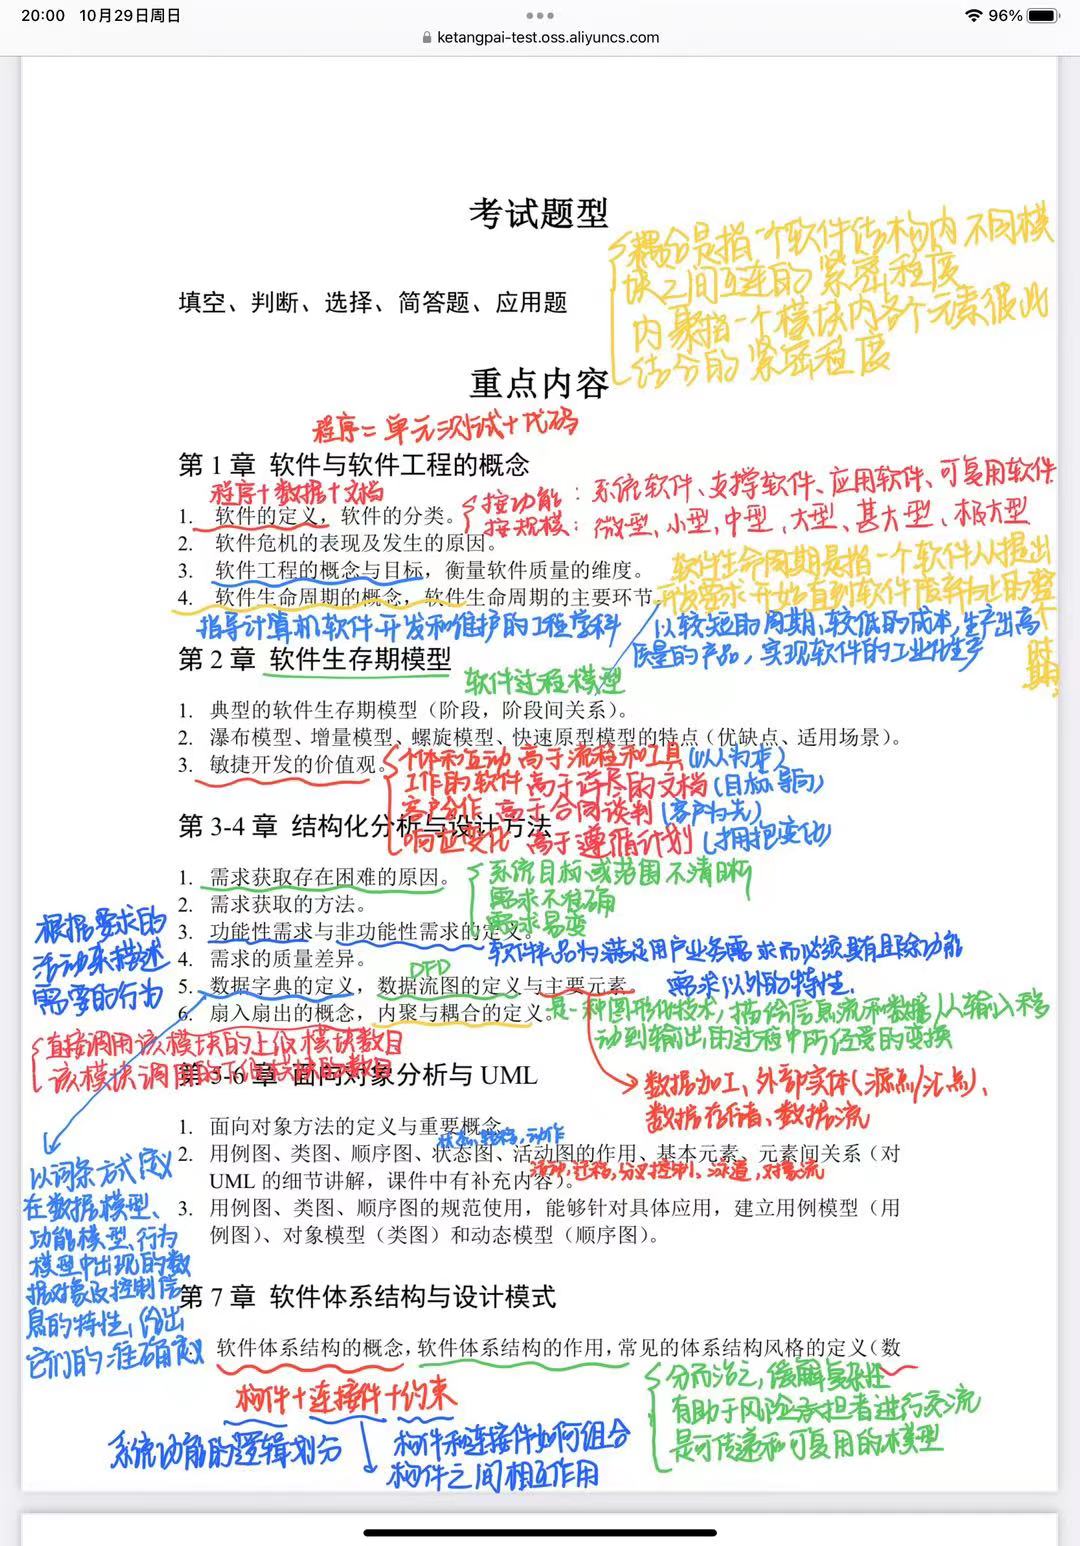 20:00 10月29日周日
96%
ketangpai-test.oss.aliyuncs.com
考试题型
耦合是指一个软件结构内不同模
块之间互连的紧密程度
内聚指一个模块内各个元素彼此
结合的紧密程度
填空、判断、选择、简答题、应用题
重点内容
程序=单元测试+代码
第 1 章 软件与软件工程的概念
程序+数据+文档
按功能：系统软件、支撑软件、应用软件、可复用软件
按规模：微型、小型、中型、大型、甚大型、极大型
1. 软件的定义，软件的分类。
2. 软件危机的表现及发生的原因。
3. 软件工程的概念与目标，衡量软件质量的维度。
4. 软件生命周期的概念，软件生命周期的主要环节。
软件生命周期是指一个软件从提出
开发要求开始直到软件废弃为止的整
个
时
期
指导计算机软件开发和维护的工程学科
以较短的周期、较低的成本，生产出高
质量的产品，实现软件的工业化生产
第 2 章 软件生存期模型
软件过程模型
1. 典型的软件生存期模型（阶段，阶段间关系）。
2. 瀑布模型、增量模型、螺旋模型、快速原型模型的特点（优缺点、适用场景）。
3. 敏捷开发的价值观。
个体和互动 高于流程和工具（以人为本）
工作的软件 高于详尽的文档（目标导向）
客户合作 高于合同谈判（客户为先）
响应变化 高于遵循计划（拥抱变化）
第 3-4 章 结构化分析与设计方法
1. 需求获取存在困难的原因。
系统目标或范围不清晰
需求不准确
需求易变
2. 需求获取的方法。
3. 功能性需求与非功能性需求的定义。
根据要求的
活动来描述
需要的行为
软件产品为满足用户业务需求而必须具有且除功能
需求以外的特性.
4. 需求的质量差异。
DFD
5. 数据字典的定义，数据流图的定义与主要元素。
6. 扇入扇出的概念，内聚与耦合的定义。
是一种图形化技术，描绘信息流和数据从输入移
动到输出的过程中所经受的变换
直接调用该模块的上级模块数目
该模块调用的下级模块的数目
数据加工、外部实体（源点/汇点）、
数据存储、数据流
第 5-6 章 面向对象分析与 UML
1. 面向对象方法的定义与重要概念
2. 用例图、类图、顺序图、状态图、活动图的作用、基本元素、元素间关系（对
UML 的细节讲解，课件中有补充内容）。
3. 用例图、类图、顺序图的规范使用，能够针对具体应用，建立用例模型（用
例图）、对象模型（类图）和动态模型（顺序图）。
以词条方式定义
在数据模型、
功能模型、行为
模型中出现的数
据对象及控制信
息的特性，给出
它们的准确定义
第 7 章 软件体系结构与设计模式
软件体系结构的概念，软件体系结构的作用，常见的体系结构风格的定义（数
构件+连接件+约束
系统功能的逻辑划分
构件和连接件如何组合
构件之间相互作用
分而治之，缓解复杂性
有助于风险承担者进行交流
是可传递和可复用的模型